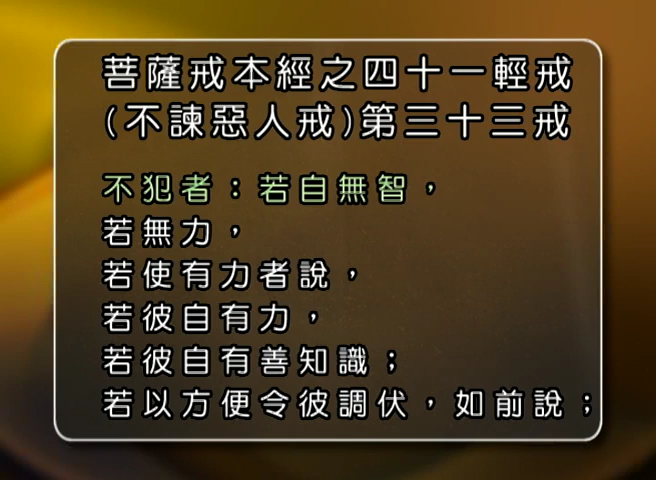 菩薩戒本經之四十一輕戒
(不諫惡人戒)第三十三戒
不犯者：若自無智，
若無力，
若使有力者說，
若彼自有力，
若彼自有善知識；
若以方便令彼調伏，如前說；